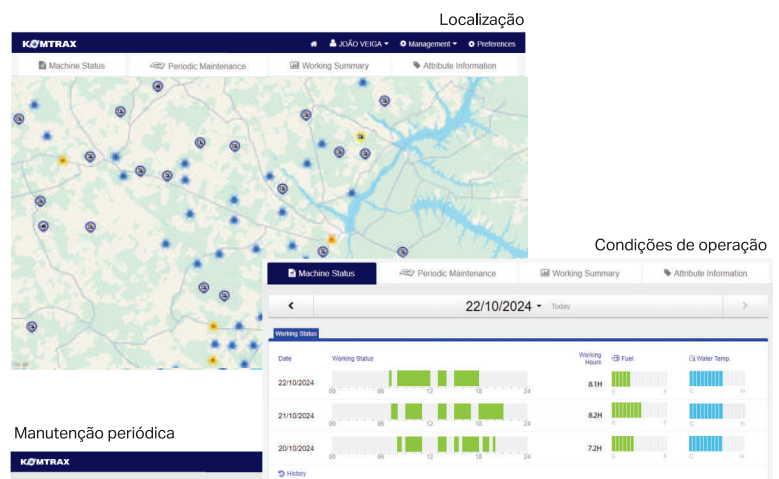 Localização
KOMTRAX
JOÃO VEIGA Management Preferences
Machine Status Periodic Maintenance Working Summary Attribute Information
Condições de operação
Machine Status Periodic Maintenance Working Summary Attribute Information
22/10/2024 Today
Working Status
Date Working Status Working Hours Fuel Water Temp.
22/10/2024 8.1H
00 06 12 18 24 E F C H
21/10/2024 8.2H
00 06 12 18 24 E F C H
20/10/2024 7.2H
00 06 12 18 24 E F C H
History
Manutenção periódica
KOMTRAX